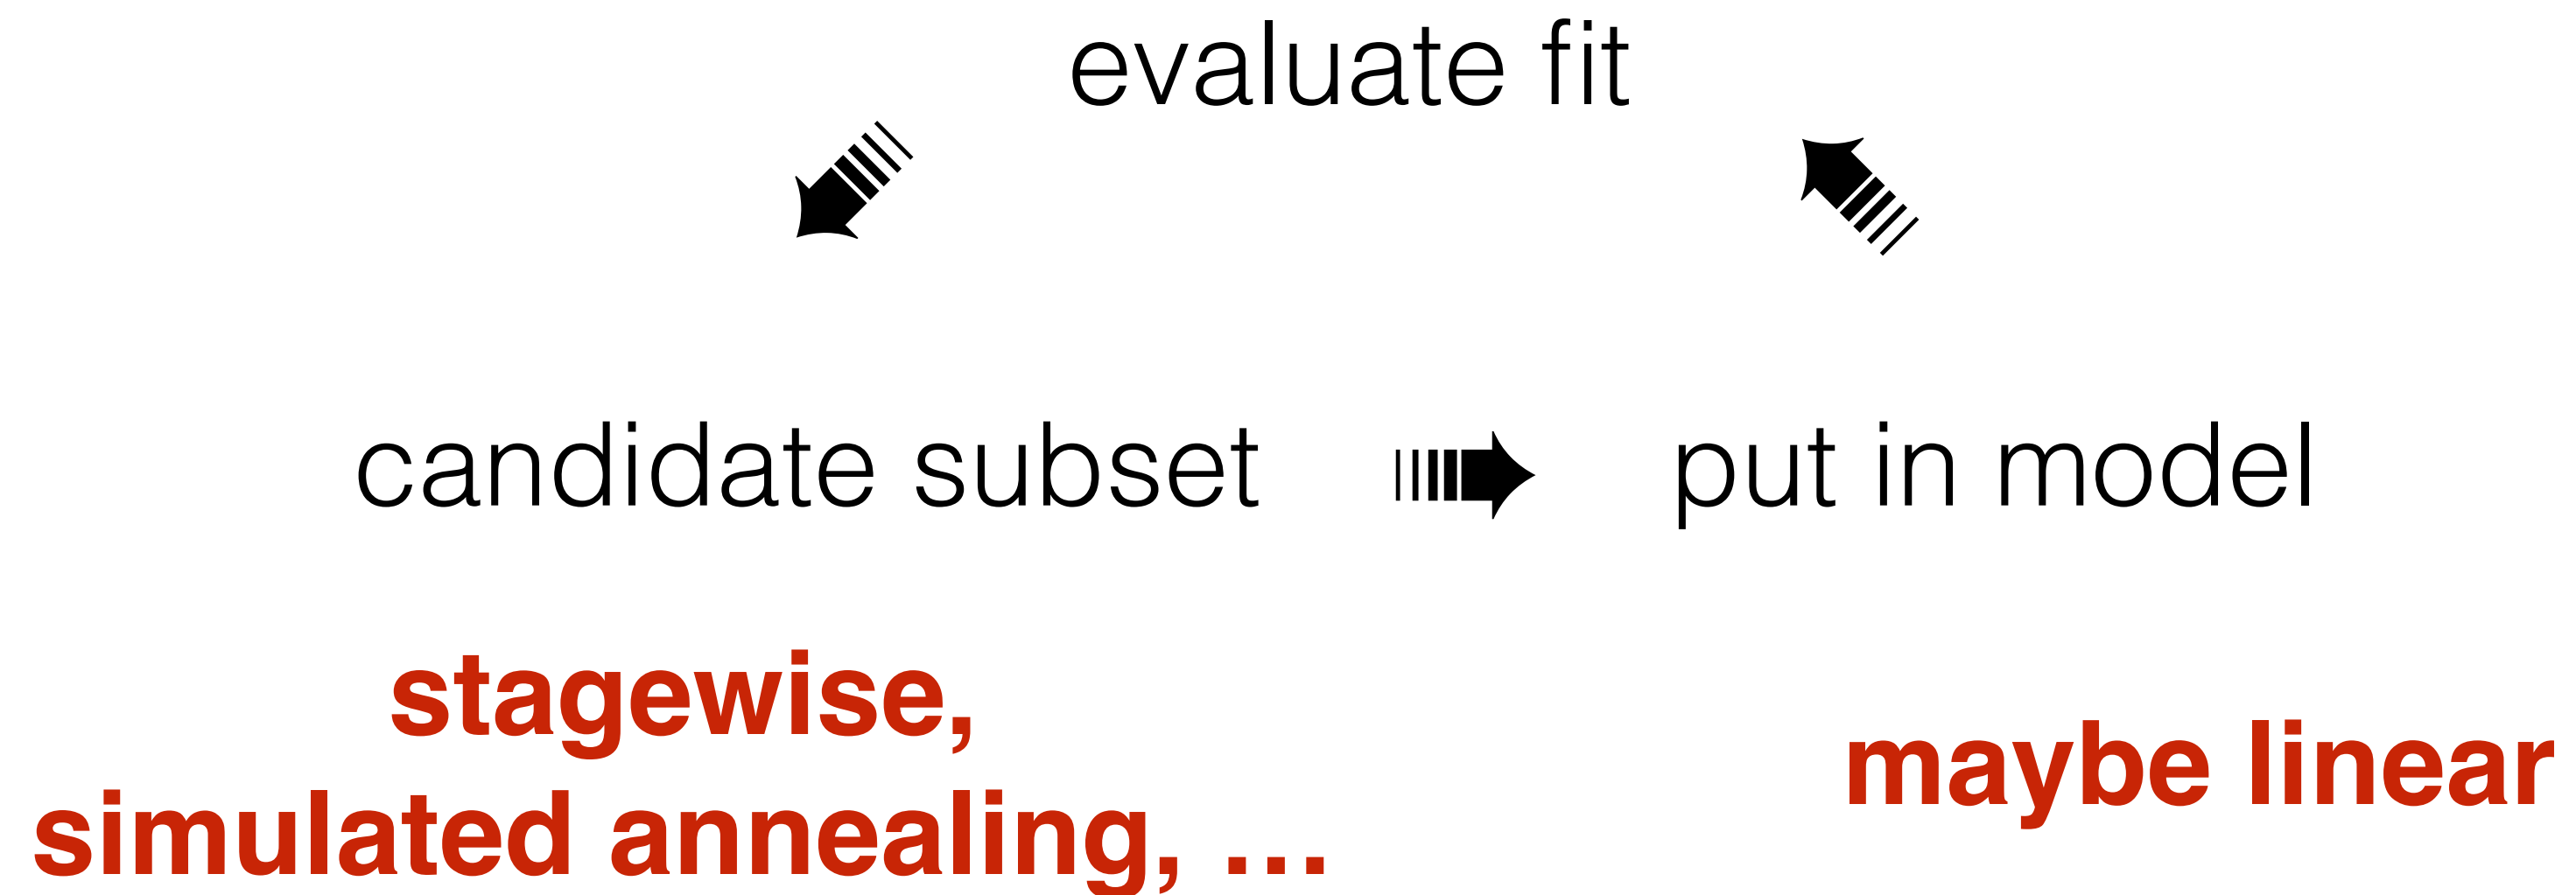 evaluate fit
candidate subset
put in model
stagewise,
simulated annealing, …
maybe linear